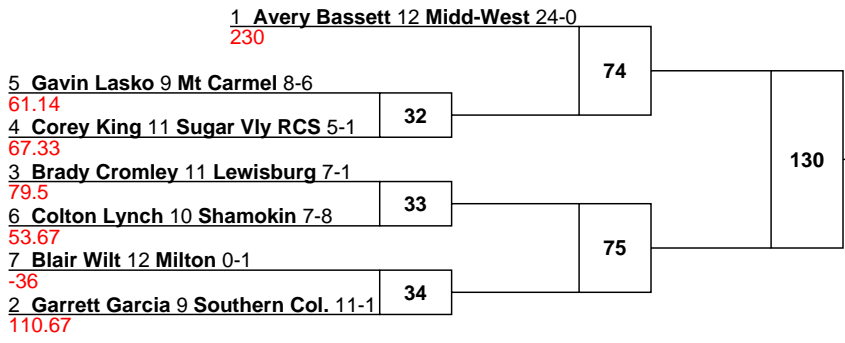 1 Avery Bassett 12 Midd-West 24-0
230
74
5 Gavin Lasko 9 Mt Carmel 8-6
61.14
32
4 Corey King 11 Sugar Vly RCS 5-1
67.33
130
3 Brady Cromley 11 Lewisburg 7-1
79.5
33
6 Colton Lynch 10 Shamokin 7-8
53.67
75
7 Blair Wilt 12 Milton 0-1
-36
34
2 Garrett Garcia 9 Southern Col. 11-1
110.67